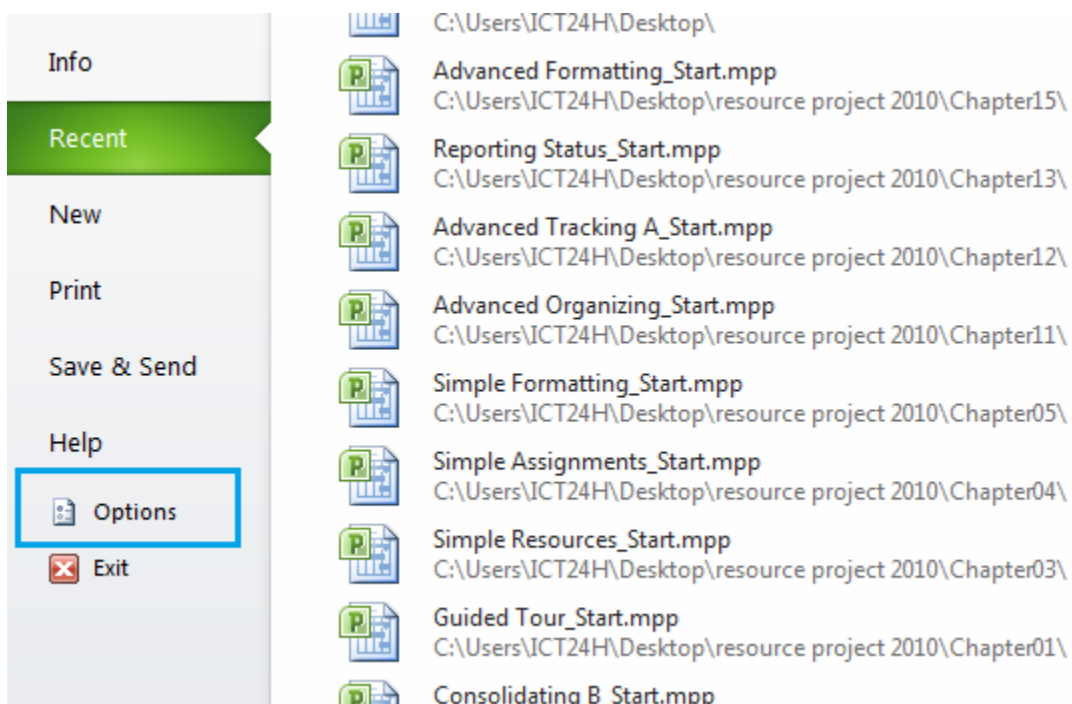 Info
Recent
New
Print
Save & Send
Help
Options
Exit
C:\Users\ICT24H\Desktop\
Advanced Formatting_Start.mpp
C:\Users\ICT24H\Desktop\resource project 2010\Chapter15\
Reporting Status_Start.mpp
C:\Users\ICT24H\Desktop\resource project 2010\Chapter13\
Advanced Tracking A_Start.mpp
C:\Users\ICT24H\Desktop\resource project 2010\Chapter12\
Advanced Organizing_Start.mpp
C:\Users\ICT24H\Desktop\resource project 2010\Chapter11\
Simple Formatting_Start.mpp
C:\Users\ICT24H\Desktop\resource project 2010\Chapter05\
Simple Assignments_Start.mpp
C:\Users\ICT24H\Desktop\resource project 2010\Chapter04\
Simple Resources_Start.mpp
C:\Users\ICT24H\Desktop\resource project 2010\Chapter03\
Guided Tour_Start.mpp
C:\Users\ICT24H\Desktop\resource project 2010\Chapter01\
Consolidating B_Start.mpp